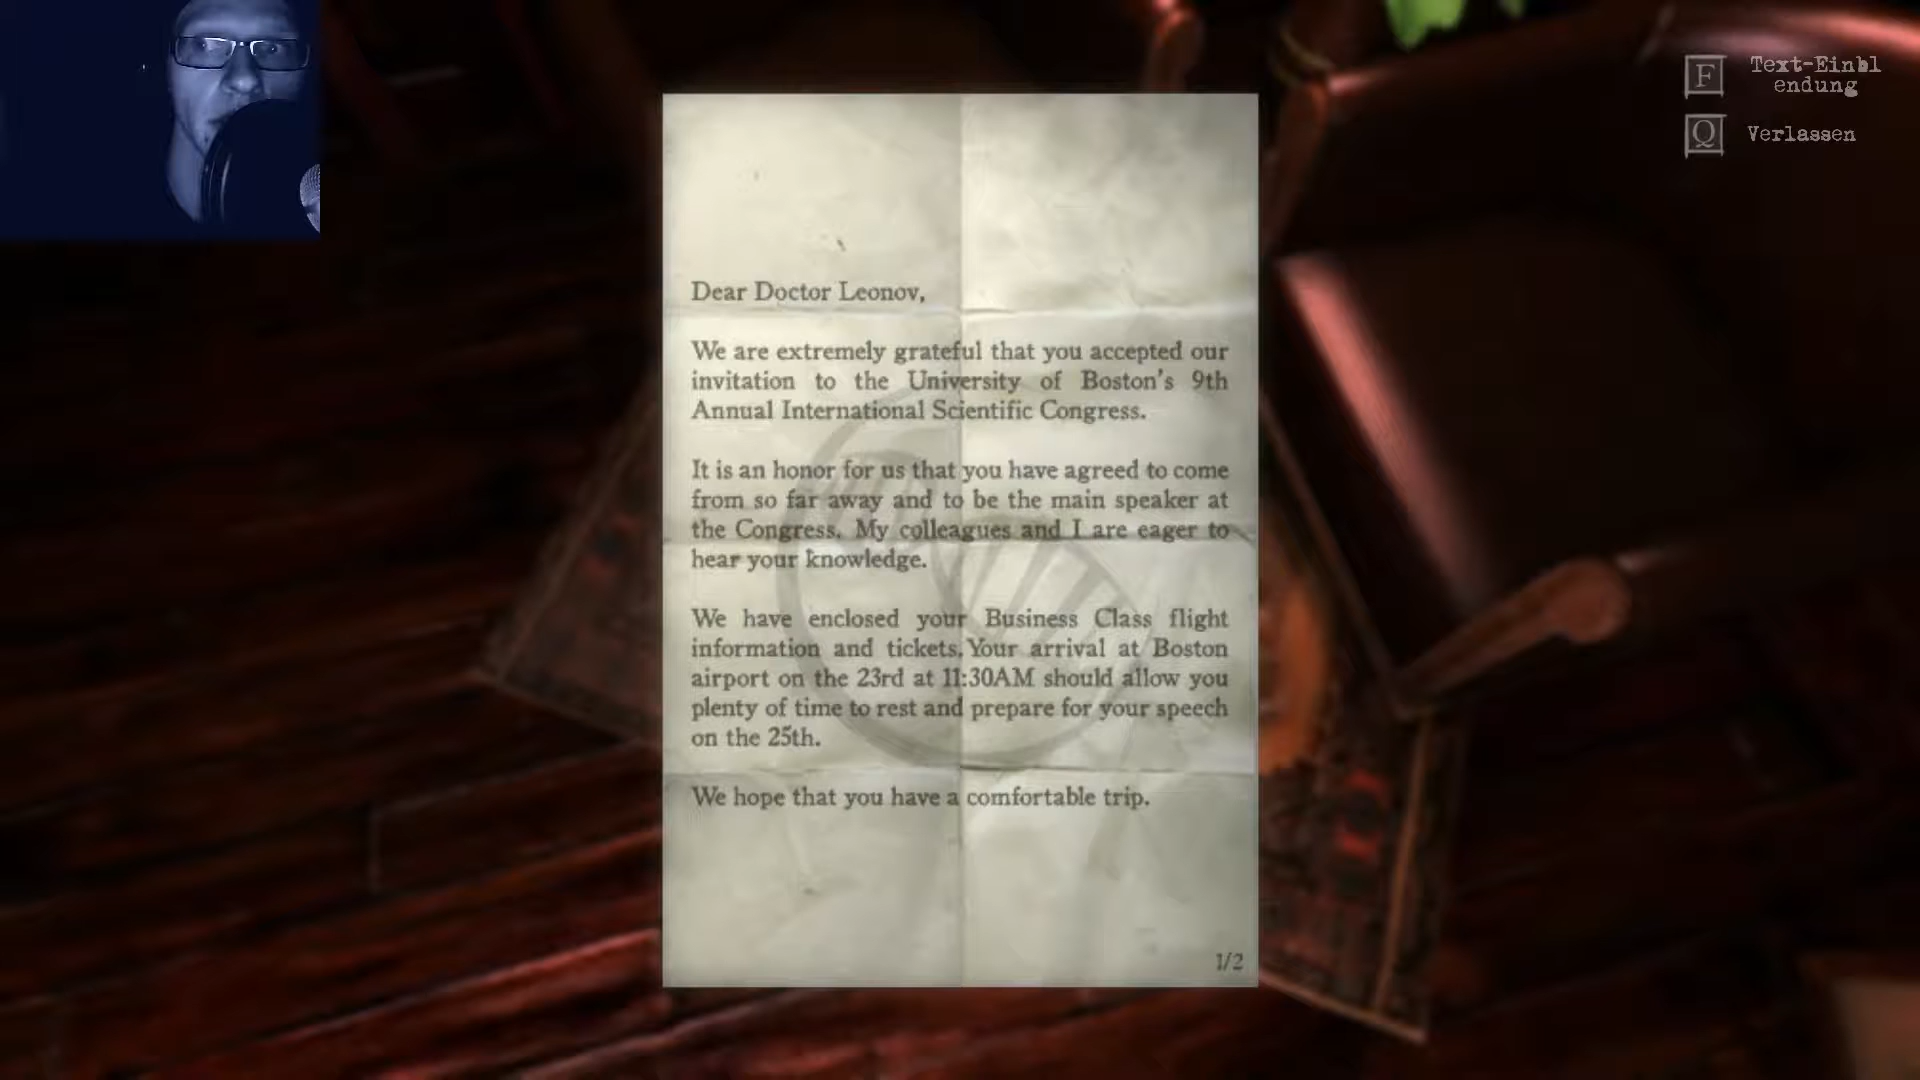 F Text-Einbl
endung
Q Verlassen
Dear Doctor Leonov,
We are extremely grateful that you accepted our
invitation to the University of Boston's 9th
Annual International Scientific Congress.
It is an honor for us that you have agreed to come
from so far away and to be the main speaker at
the Congress. My colleagues and I are eager to
hear your knowledge.
We have enclosed your Business Class flight
information and tickets. Your arrival at Boston
airport on the 23rd at 11:30AM should allow you
plenty of time to rest and prepare for your speech
on the 25th.
We hope that you have a comfortable trip.
1/2